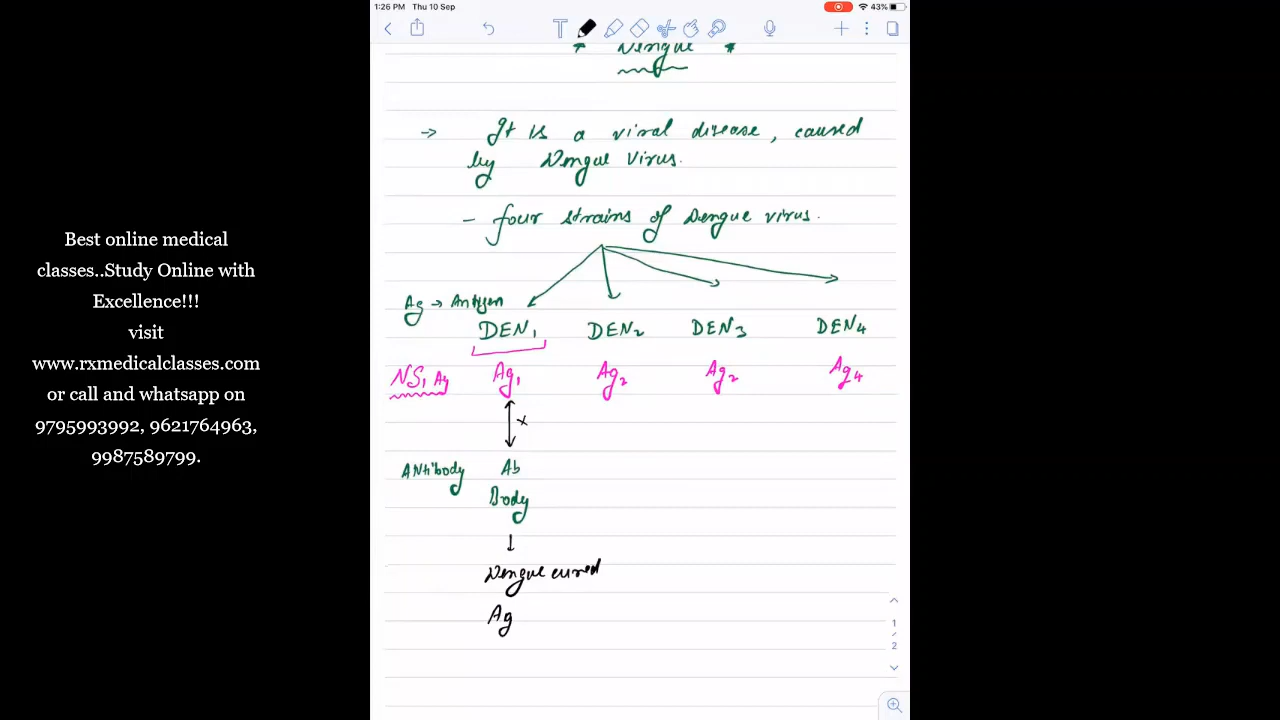 1:26 PM Thu 10 Sep
43%
* Dengue *
→ It is a viral disease, caused
by Dengue Virus.
- four strains of Dengue virus.
Ag → Antigen
DEN1 DEN2 DEN3 DEN4
NS1 Ag Ag1 Ag2 Ag2 Ag4
x
ANtibody Ab
Body
↓
Dengue cured
Ag
1
2
T
Best online medical
classes..Study Online with
Excellence!!!
visit
www.rxmedicalclasses.com
or call and whatsapp on
9795993992, 9621764963,
9987589799.